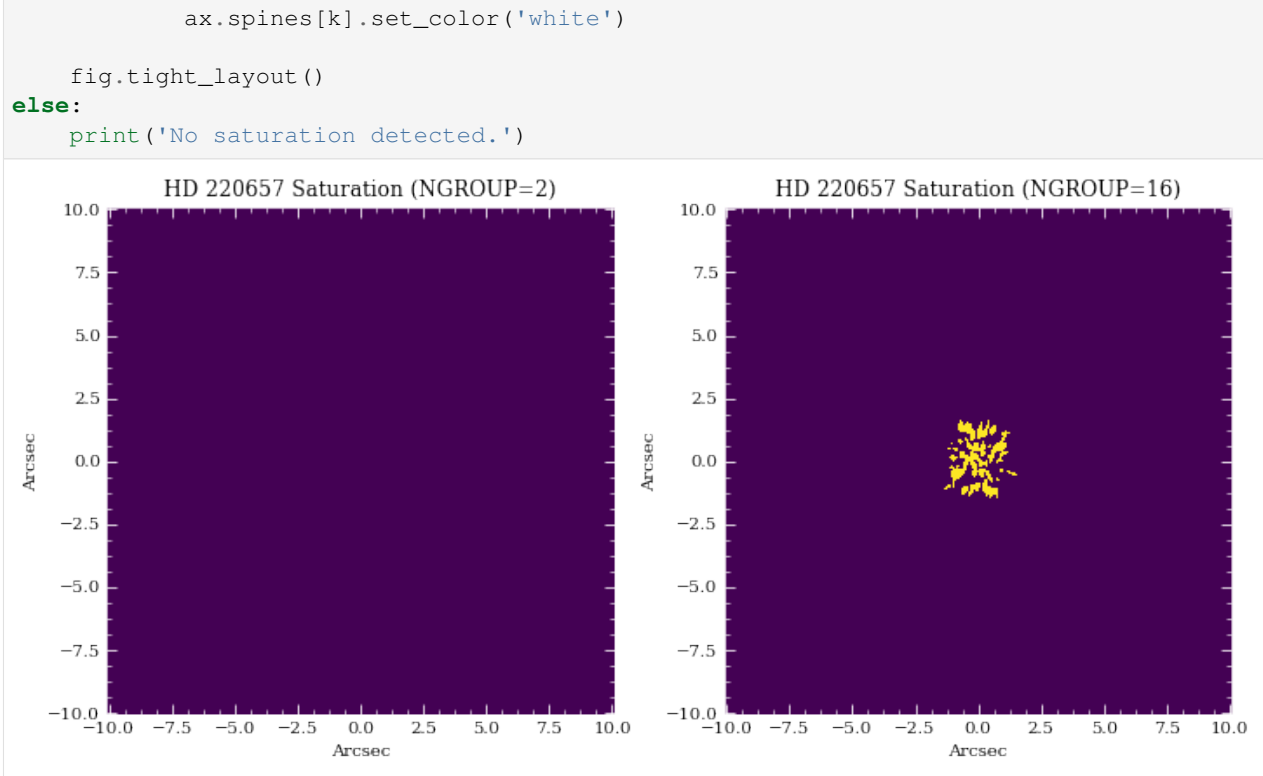 ax.spines[k].set_color('white')
    fig.tight_layout()
else:
    print('No saturation detected.')
HD 220657 Saturation (NGROUP=2)
10.0
7.5
5.0
2.5
0.0
−2.5
−5.0
−7.5
−10.0
Arcsec
−10.0 −7.5 −5.0 −2.5 0.0 2.5 5.0 7.5 10.0
Arcsec
HD 220657 Saturation (NGROUP=16)
10.0
7.5
5.0
2.5
0.0
−2.5
−5.0
−7.5
−10.0
Arcsec
−10.0 −7.5 −5.0 −2.5 0.0 2.5 5.0 7.5 10.0
Arcsec